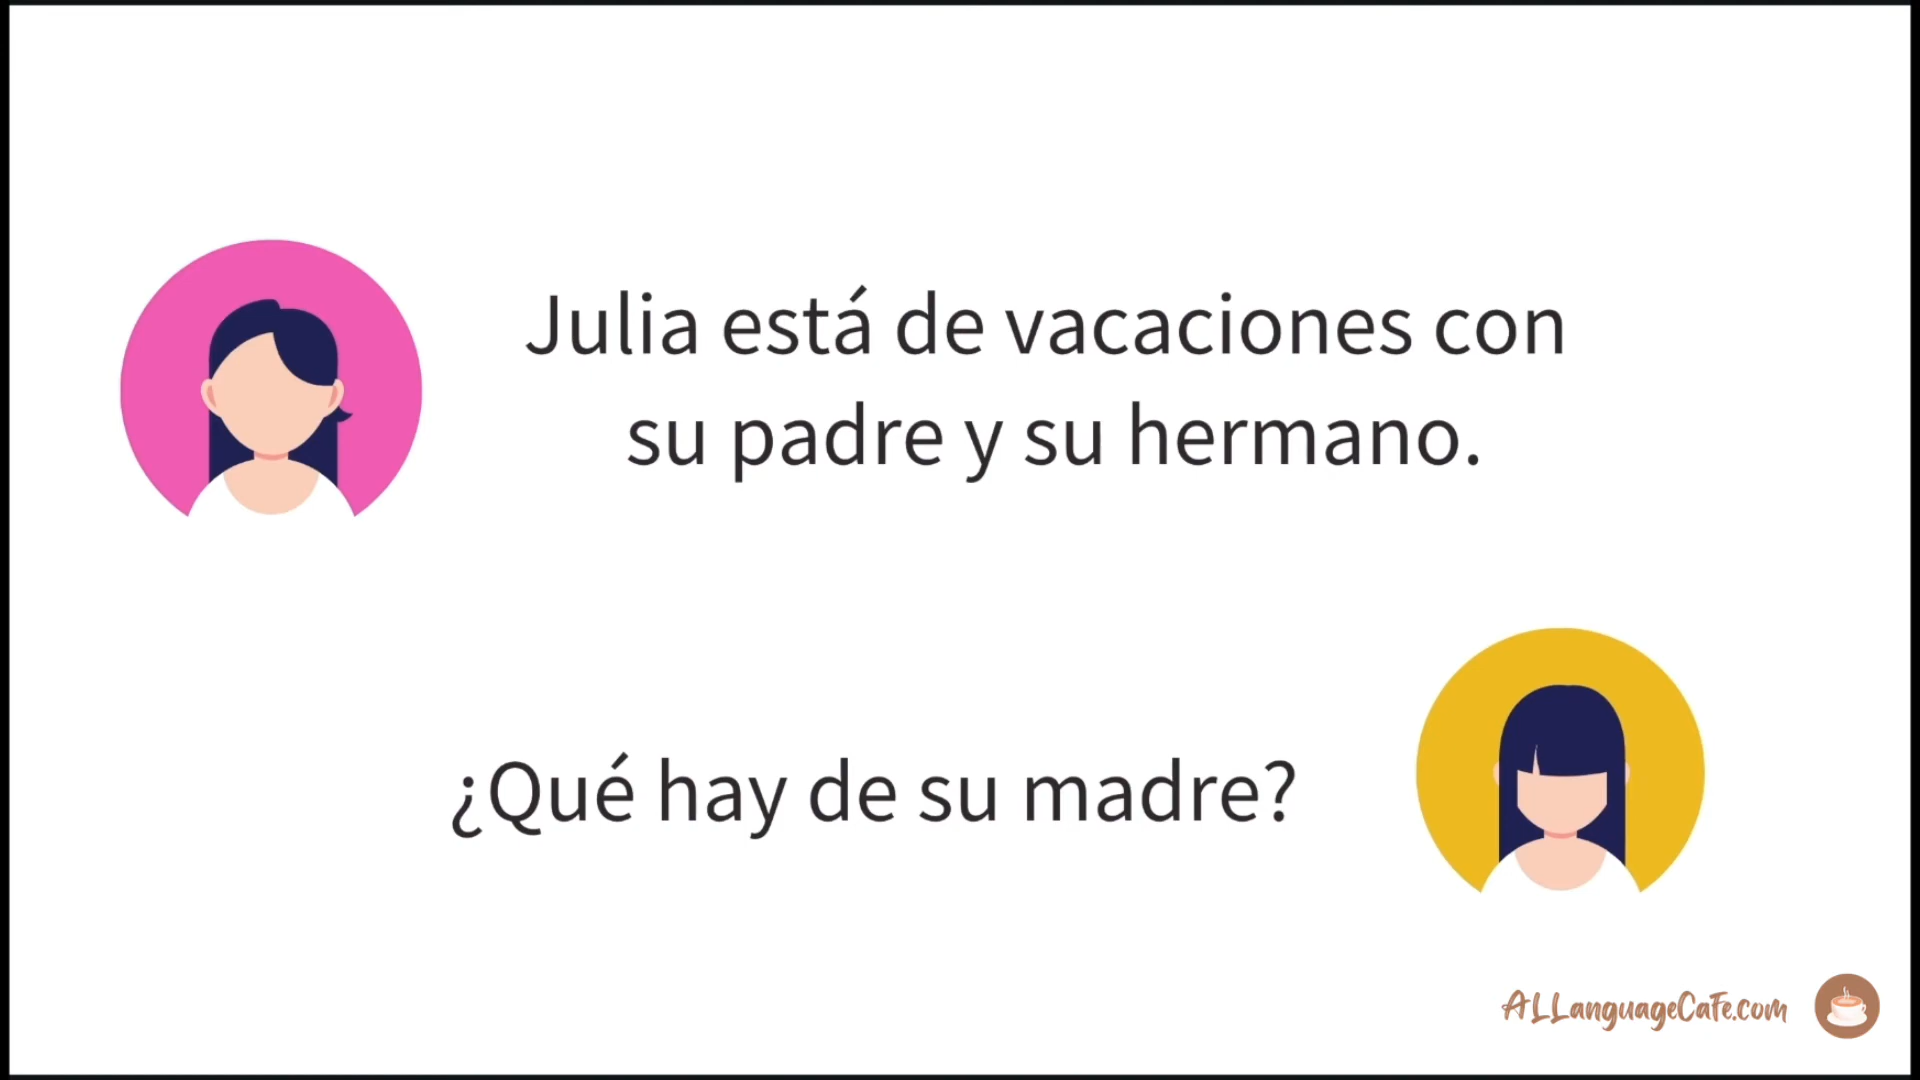 Julia está de vacaciones con
su padre y su hermano.
¿Qué hay de su madre?
ALLanguageCafe.com